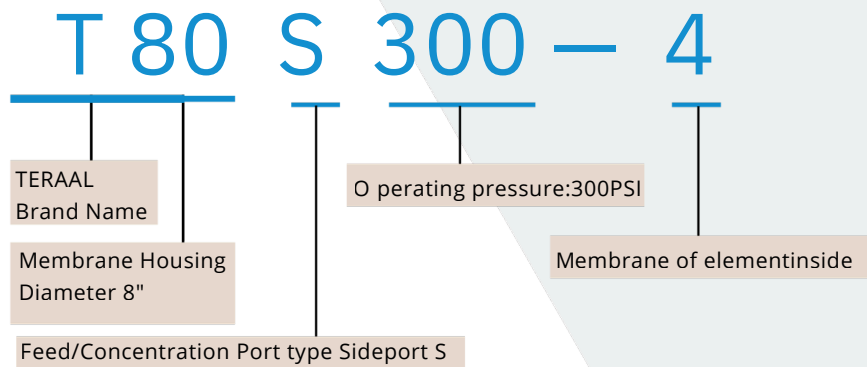 T 80 S 300 — 4
TERAAL
Brand Name
O perating pressure:300PSI
Membrane Housing
Diameter 8"
Membrane of elementinside
Feed/Concentration Port type Sideport S